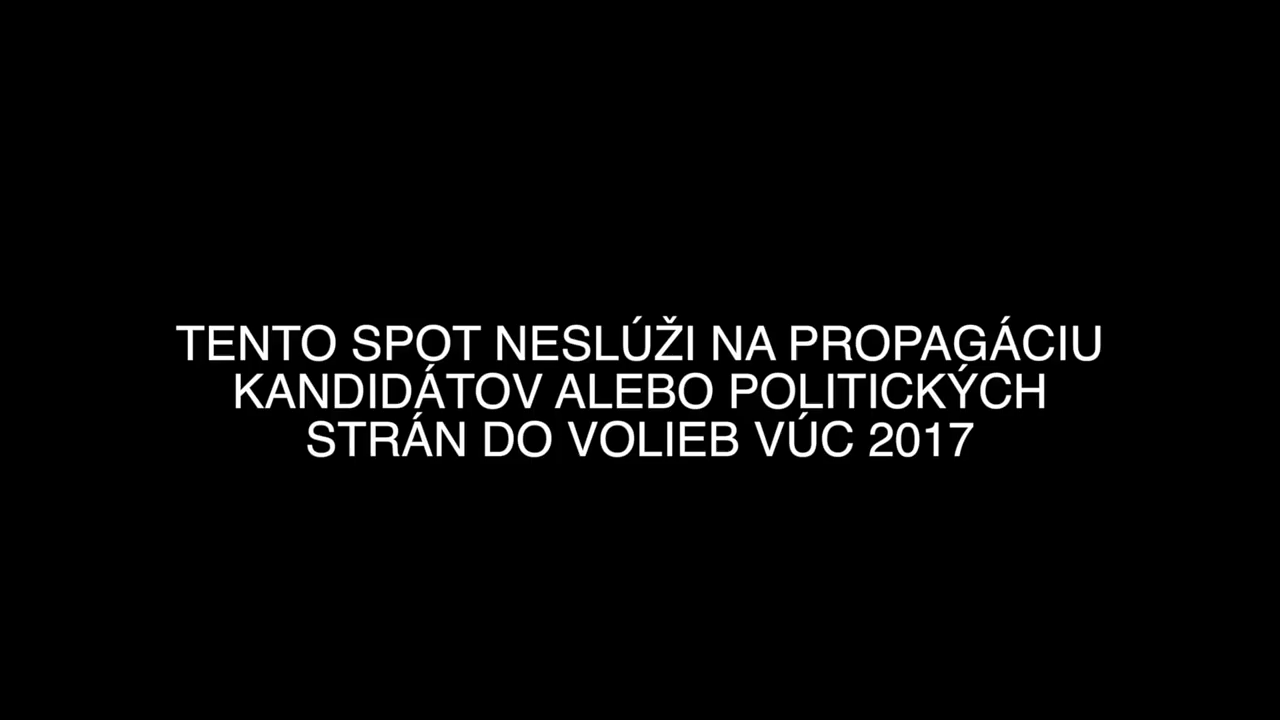 TENTO SPOT NESLÚŽI NA PROPAGÁCIU
KANDIDÁTOV ALEBO POLITICKÝCH
STRÁN DO VOLIEB VÚC 2017